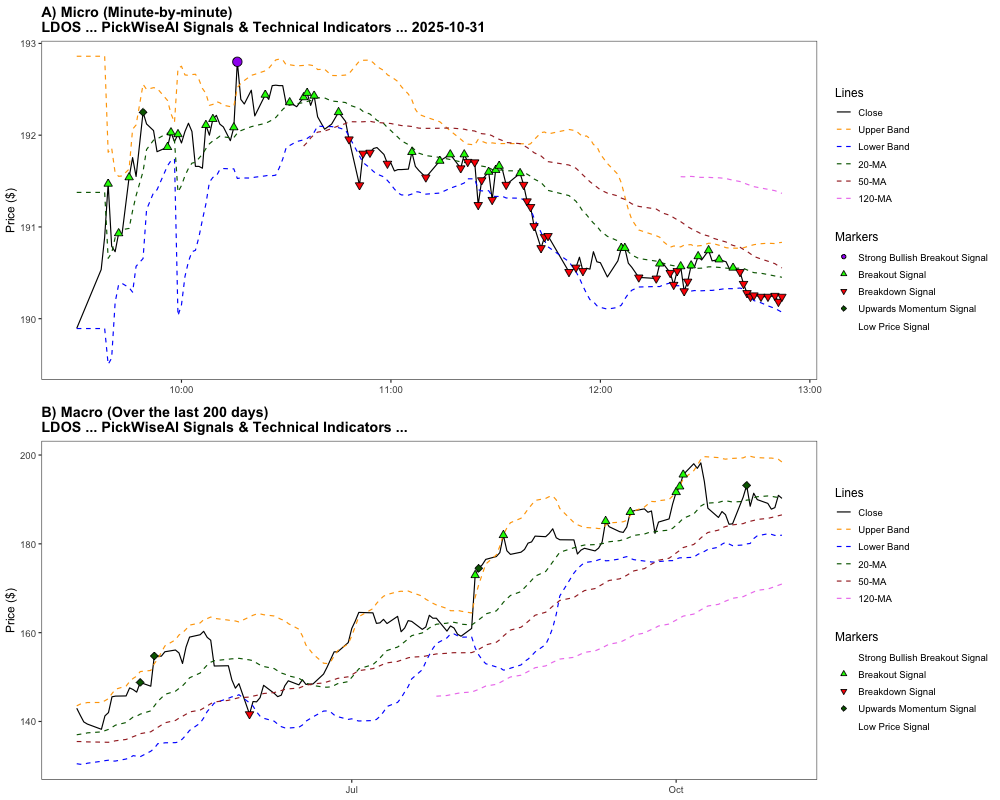 A) Micro (Minute-by-minute)
LDOS ... PickWiseAI Signals & Technical Indicators ... 2025-10-31
Price ($)
193
192
191
190
10:00
11:00
12:00
13:00
Lines
Close
Upper Band
Lower Band
20-MA
50-MA
120-MA
Markers
Strong Bullish Breakout Signal
Breakout Signal
Breakdown Signal
Upwards Momentum Signal
Low Price Signal
B) Macro (Over the last 200 days)
LDOS ... PickWiseAI Signals & Technical Indicators ...
Price ($)
200
180
160
140
Jul
Oct
Lines
Close
Upper Band
Lower Band
20-MA
50-MA
120-MA
Markers
Strong Bullish Breakout Signal
Breakout Signal
Breakdown Signal
Upwards Momentum Signal
Low Price Signal